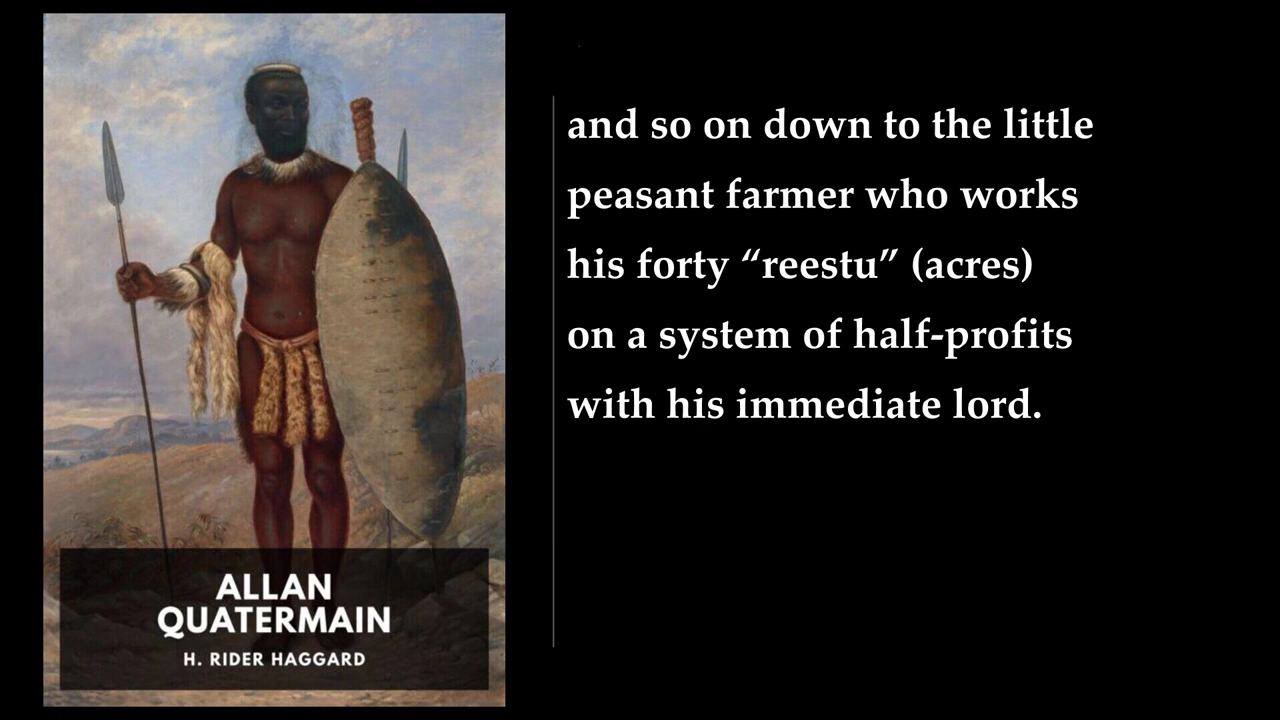 and so on down to the little
peasant farmer who works
his forty “reestu” (acres)
on a system of half-profits
with his immediate lord.
ALLAN
QUATERMAIN
H. RIDER HAGGARD